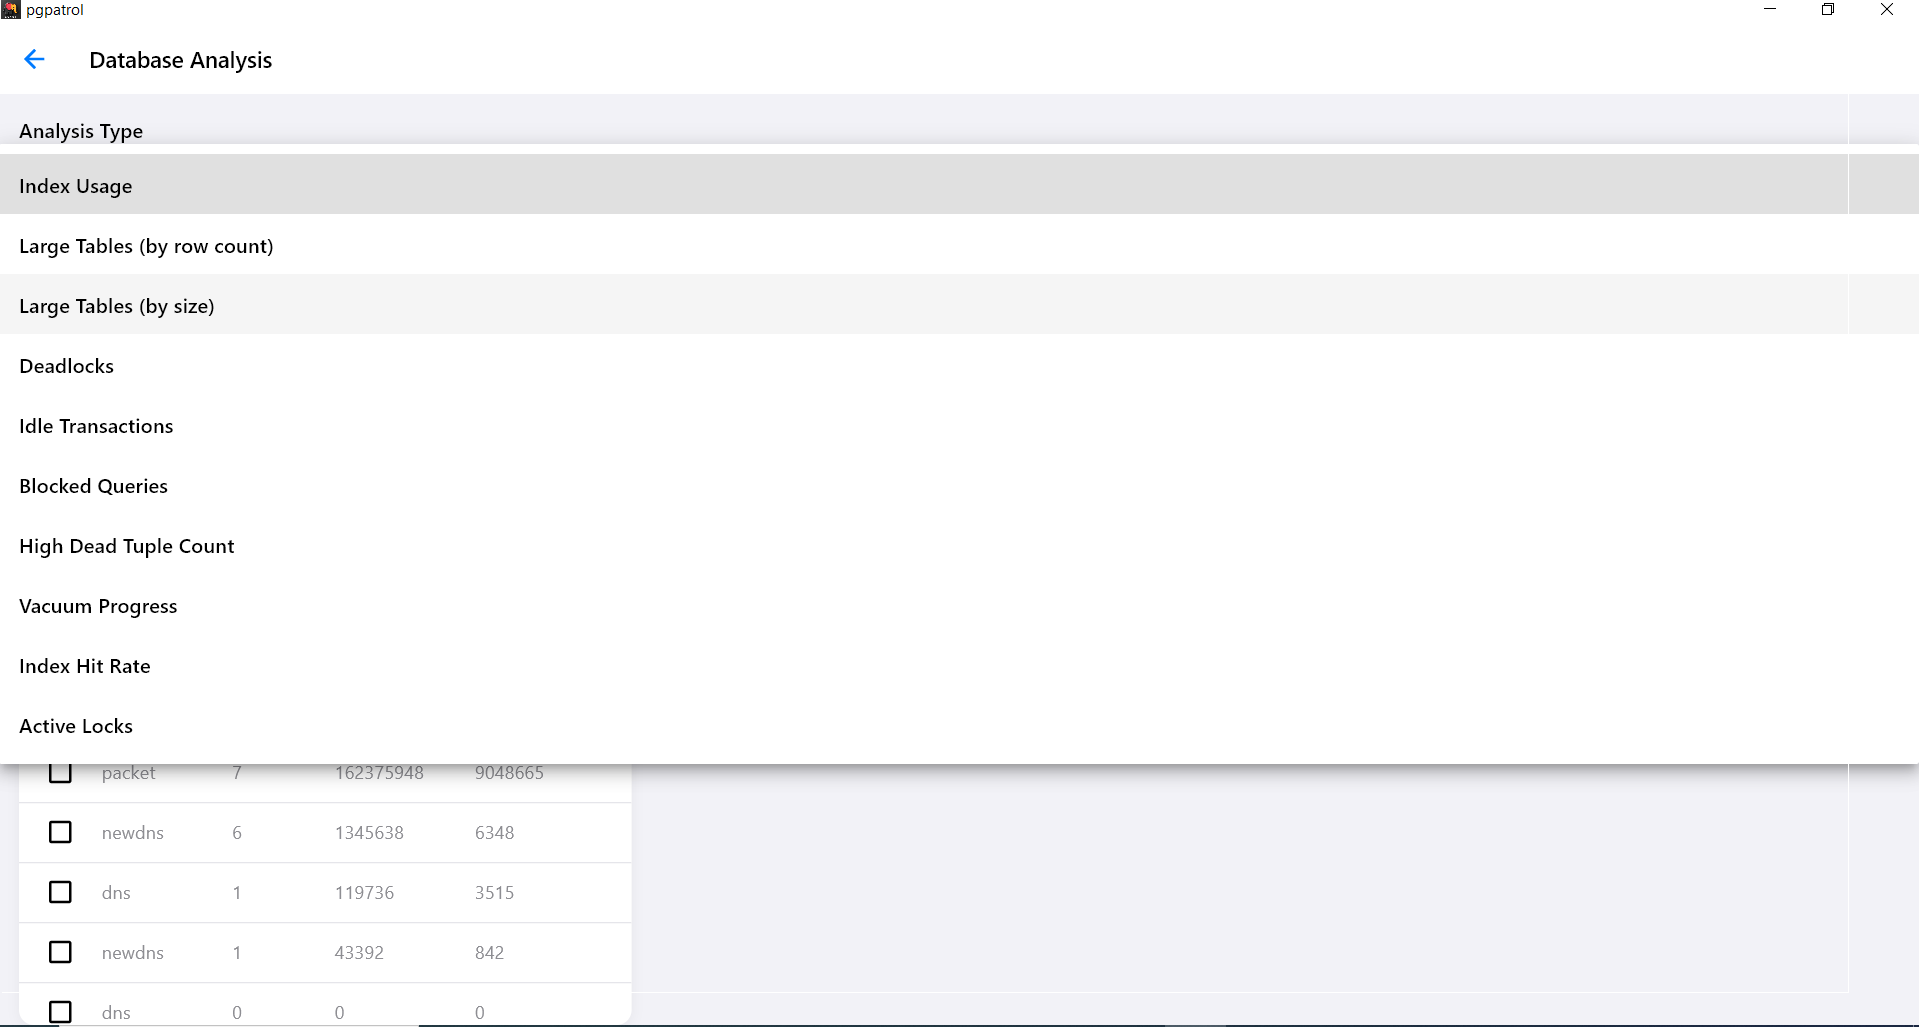 pgpatrol
Database Analysis
Analysis Type
Index Usage
Large Tables (by row count)
Large Tables (by size)
Deadlocks
Idle Transactions
Blocked Queries
High Dead Tuple Count
Vacuum Progress
Index Hit Rate
Active Locks
packet 7 162375948 9048665
newdns 6 1345638 6348
dns 1 119736 3515
newdns 1 43392 842
dns 0 0 0